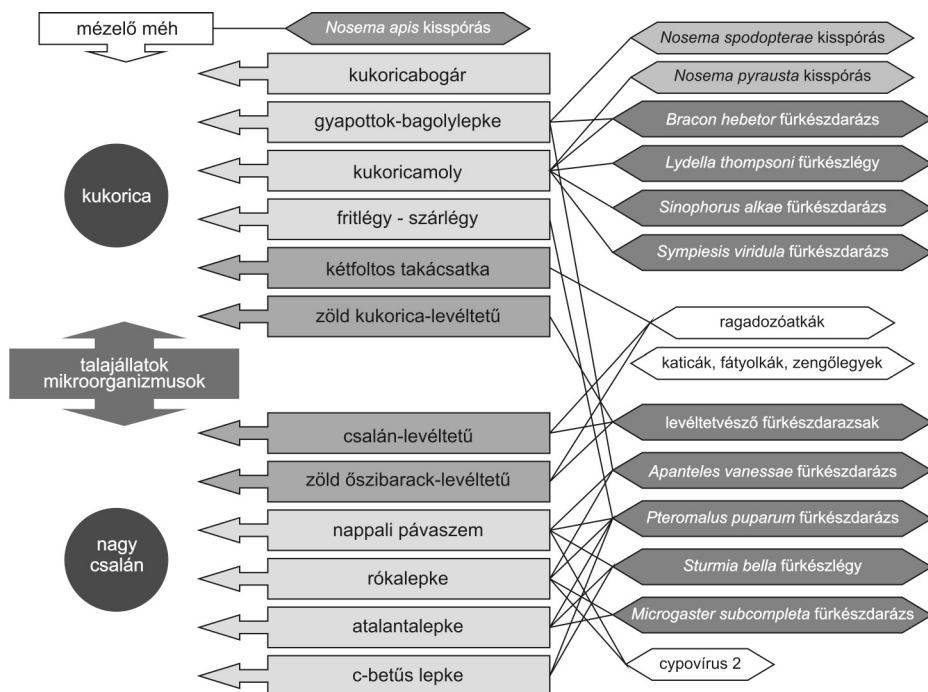 mézelő méh
Nosema apis kisspórás
kukoricabogár
gyapottok-bagolylepke
kukoricamoly
fritlégy - szárlégy
kétfoltos takácsatka
zöld kukorica-levéltetű
kukorica
talajállatok
mikroorganizmusok
csalán-levéltetű
zöld őszibarack-levéltetű
nappali pávaszem
rókalepke
atalantalepke
c-betűs lepke
nagy
csalán
Nosema spodopterae kisspórás
Nosema pyrausta kisspórás
Bracon hebetor fürkészdarázs
Lydella thompsoni fürkészlégy
Sinophorus alkae fürkészdarázs
Sympiesis viridula fürkészdarázs
ragadozóatkák
katicák, fátyolkák, zengőlegyek
levéltetvésző fürkészdarazsak
Apanteles vanessae fürkészdarázs
Pteromalus puparum fürkészdarázs
Sturmia bella fürkészlégy
Microgaster subcompleta fürkészdarázs
cypovírus 2